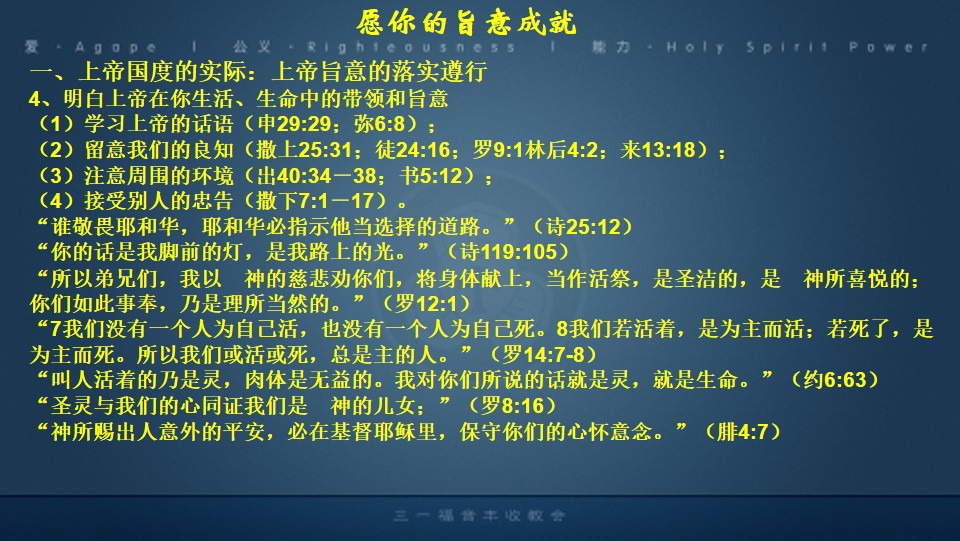 愿你的旨意成就
爱·Agape | 公义·Righteousness | 能力·Holy Spirit Power
一、上帝国度的实际：上帝旨意的落实遵行
4、明白上帝在你生活、生命中的带领和旨意
（1）学习上帝的话语（申29:29；弥6:8）；
（2）留意我们的良知（撒上25:31；徒24:16；罗9:1林后4:2；来13:18）；
（3）注意周围的环境（出40:34－38；书5:12）；
（4）接受别人的忠告（撒下7:1－17）。
“谁敬畏耶和华，耶和华必指示他当选择的道路。”（诗25:12）
“你的话是我脚前的灯，是我路上的光。”（诗119:105）
“所以弟兄们，我以　神的慈悲劝你们，将身体献上，当作活祭，是圣洁的，是　神所喜悦的；
你们如此事奉，乃是理所当然的。”（罗12:1）
“7我们没有一个人为自己活，也没有一个人为自己死。8我们若活着，是为主而活；若死了，是
为主而死。所以我们或活或死，总是主的人。”（罗14:7-8）
“叫人活着的乃是灵，肉体是无益的。我对你们所说的话就是灵，就是生命。”（约6:63）
“圣灵与我们的心同证我们是　神的儿女；”（罗8:16）
“神所赐出人意外的平安，必在基督耶稣里，保守你们的心怀意念。”（腓4:7）
三一福音丰收教会